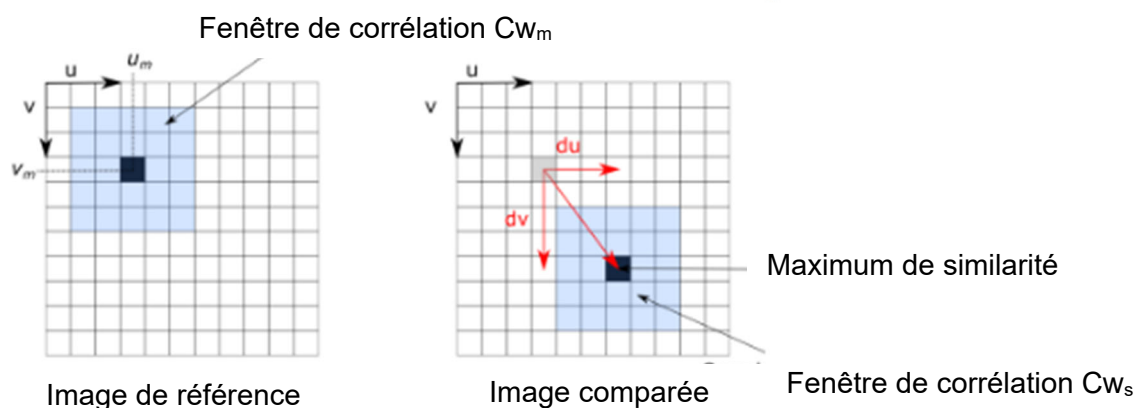 Fenêtre de corrélation Cwₘ
uₘ
u
v
vₘ
u
v
du
dv
Maximum de similarité
Image de référence
Image comparée
Fenêtre de corrélation Cwₛ